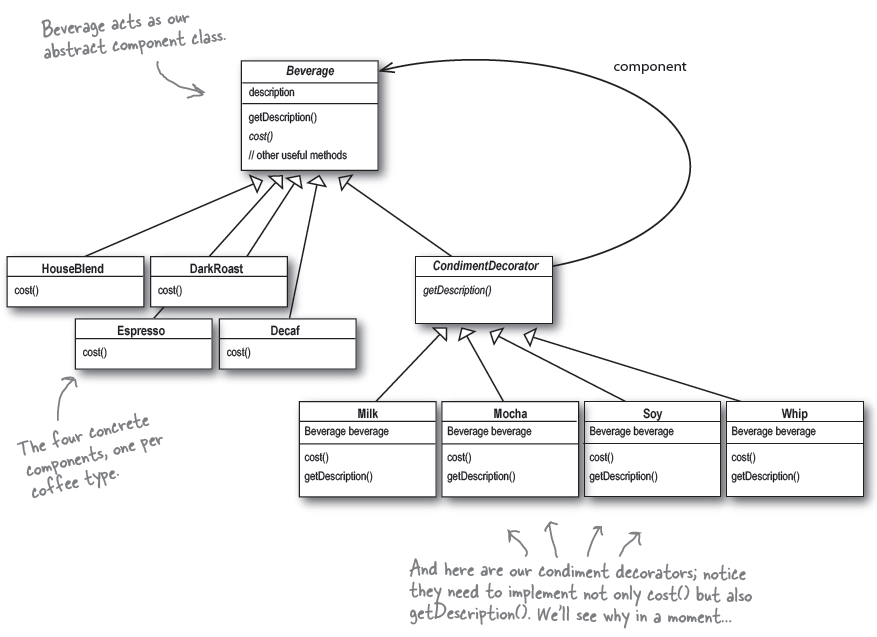 Beverage acts as our
abstract component class.
Beverage
description
getDescription()
cost()
// other useful methods
component
HouseBlend
cost()
DarkRoast
cost()
Espresso
cost()
Decaf
cost()
CondimentDecorator
getDescription()
The four concrete
components, one per
coffee type.
Milk
Beverage beverage
cost()
getDescription()
Mocha
Beverage beverage
cost()
getDescription()
Soy
Beverage beverage
cost()
getDescription()
Whip
Beverage beverage
cost()
getDescription()
And here are our condiment decorators; notice
they need to implement not only cost() but also
getDescription(). We'll see why in a moment...